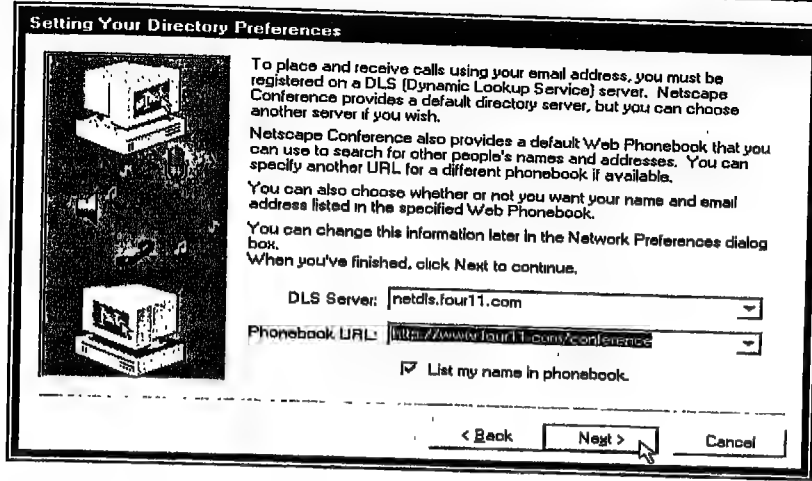 Setting Your Directory Preferences
To place and receive calls using your email address, you must be
registered on a DLS (Dynamic Lookup Service) server. Netscape
Conference provides a default directory server, but you can choose
another server if you wish.
Netscape Conference also provides a default Web Phonebook that you
can use to search for other people's names and addresses. You can
specify another URL for a different phonebook if available.
You can also choose whether or not you want your name and email
address listed in the specified Web Phonebook.
You can change this information later in the Network Preferences dialog
box.
When you've finished, click Next to continue.
DLS Server: netdls.four11.com
Phonebook URL: http://www.four11.com/conference
List my name in phonebook.
< Back Next > Cancel